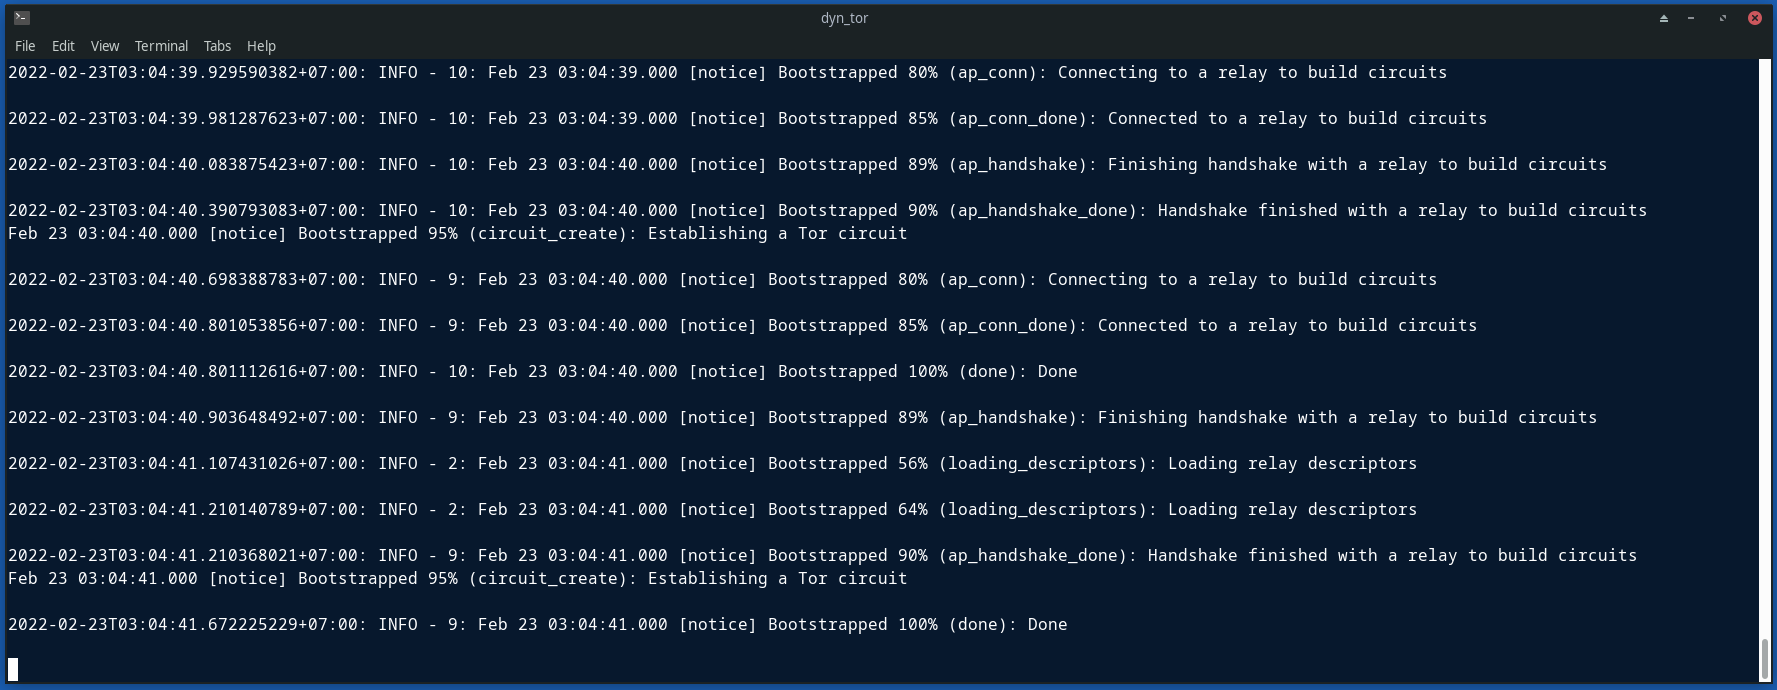 dyn_tor
File Edit View Terminal Tabs Help
2022-02-23T03:04:39.929590382+07:00: INFO - 10: Feb 23 03:04:39.000 [notice] Bootstrapped 80% (ap_conn): Connecting to a relay to build circuits
2022-02-23T03:04:39.981287623+07:00: INFO - 10: Feb 23 03:04:39.000 [notice] Bootstrapped 85% (ap_conn_done): Connected to a relay to build circuits
2022-02-23T03:04:40.083875423+07:00: INFO - 10: Feb 23 03:04:40.000 [notice] Bootstrapped 89% (ap_handshake): Finishing handshake with a relay to build circuits
2022-02-23T03:04:40.390793083+07:00: INFO - 10: Feb 23 03:04:40.000 [notice] Bootstrapped 90% (ap_handshake_done): Handshake finished with a relay to build circuits
Feb 23 03:04:40.000 [notice] Bootstrapped 95% (circuit_create): Establishing a Tor circuit
2022-02-23T03:04:40.698388783+07:00: INFO - 9: Feb 23 03:04:40.000 [notice] Bootstrapped 80% (ap_conn): Connecting to a relay to build circuits
2022-02-23T03:04:40.801053856+07:00: INFO - 9: Feb 23 03:04:40.000 [notice] Bootstrapped 85% (ap_conn_done): Connected to a relay to build circuits
2022-02-23T03:04:40.801112616+07:00: INFO - 10: Feb 23 03:04:40.000 [notice] Bootstrapped 100% (done): Done
2022-02-23T03:04:40.903648492+07:00: INFO - 9: Feb 23 03:04:40.000 [notice] Bootstrapped 89% (ap_handshake): Finishing handshake with a relay to build circuits
2022-02-23T03:04:41.107431026+07:00: INFO - 2: Feb 23 03:04:41.000 [notice] Bootstrapped 56% (loading_descriptors): Loading relay descriptors
2022-02-23T03:04:41.210140789+07:00: INFO - 2: Feb 23 03:04:41.000 [notice] Bootstrapped 64% (loading_descriptors): Loading relay descriptors
2022-02-23T03:04:41.210368021+07:00: INFO - 9: Feb 23 03:04:41.000 [notice] Bootstrapped 90% (ap_handshake_done): Handshake finished with a relay to build circuits
Feb 23 03:04:41.000 [notice] Bootstrapped 95% (circuit_create): Establishing a Tor circuit
2022-02-23T03:04:41.672225229+07:00: INFO - 9: Feb 23 03:04:41.000 [notice] Bootstrapped 100% (done): Done